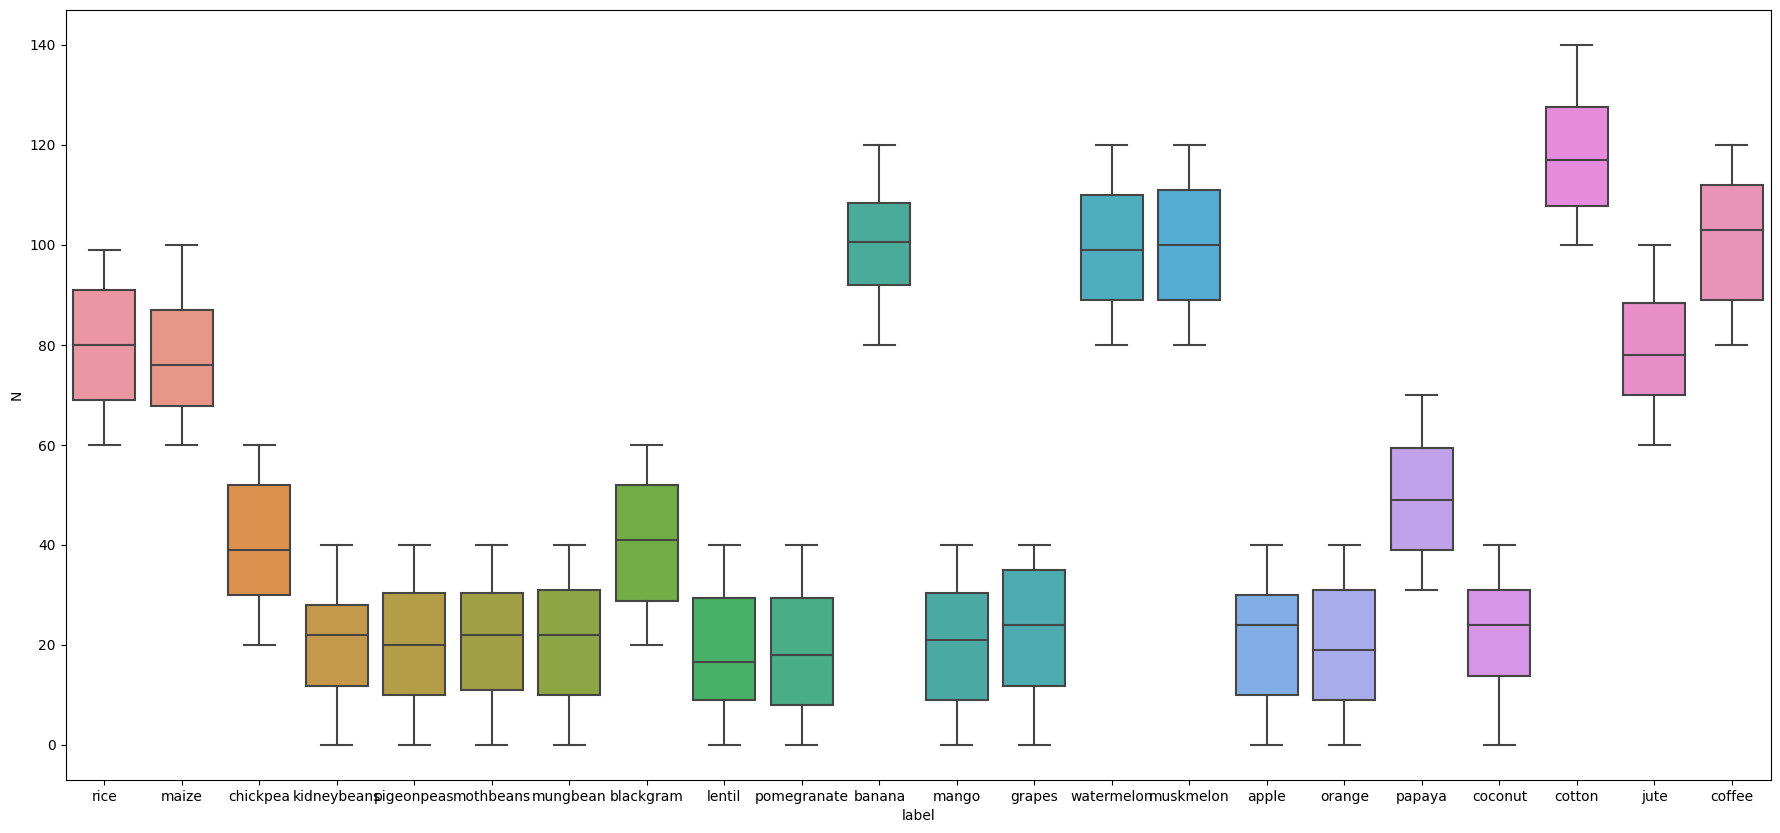 140
120
100
80
60
40
20
0
N
rice maize chickpea kidneybeans pigeonpeas mothbeans mungbean blackgram lentil pomegranate banana mango grapes watermelon muskmelon apple orange papaya coconut cotton jute coffee
label